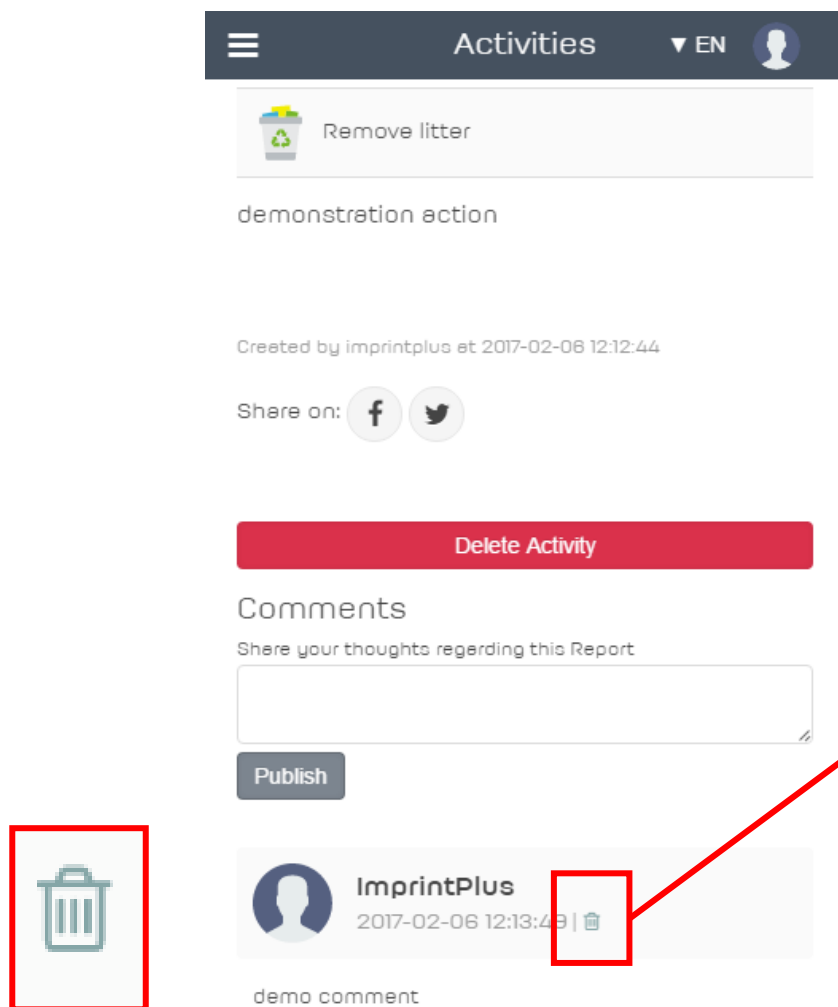 Activities ▼ EN
Remove litter
demonstration action
Created by imprintplus at 2017-02-06 12:12:44
Share on:
Delete Activity
Comments
Share your thoughts regarding this Report
Publish
ImprintPlus
2017-02-06 12:13:49 |
demo comment